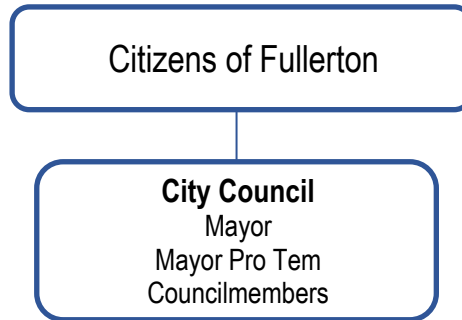 Citizens of Fullerton
City Council
Mayor
Mayor Pro Tem
Councilmembers